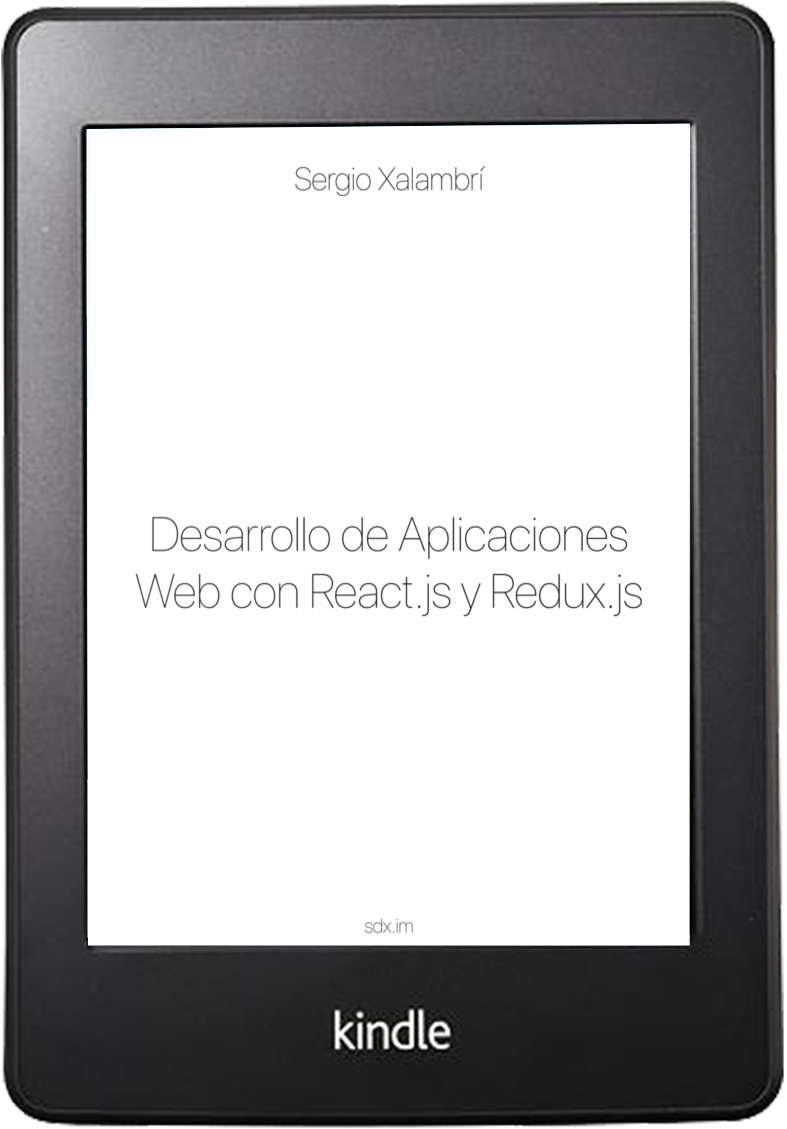 Sergio Xalambrí
Desarrollo de Aplicaciones
Web con React.js y Redux.js
sdx.im
kindle